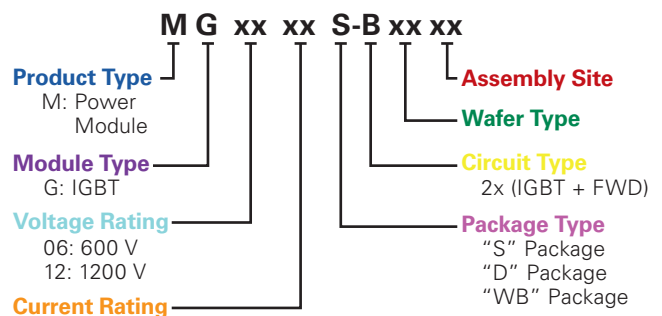 M G xx xx S-B xx xx
Product Type
M: Power
Module
Module Type
G: IGBT
Voltage Rating
06: 600 V
12: 1200 V
Current Rating
Assembly Site
Wafer Type
Circuit Type
2x (IGBT + FWD)
Package Type
“S” Package
“D” Package
“WB” Package